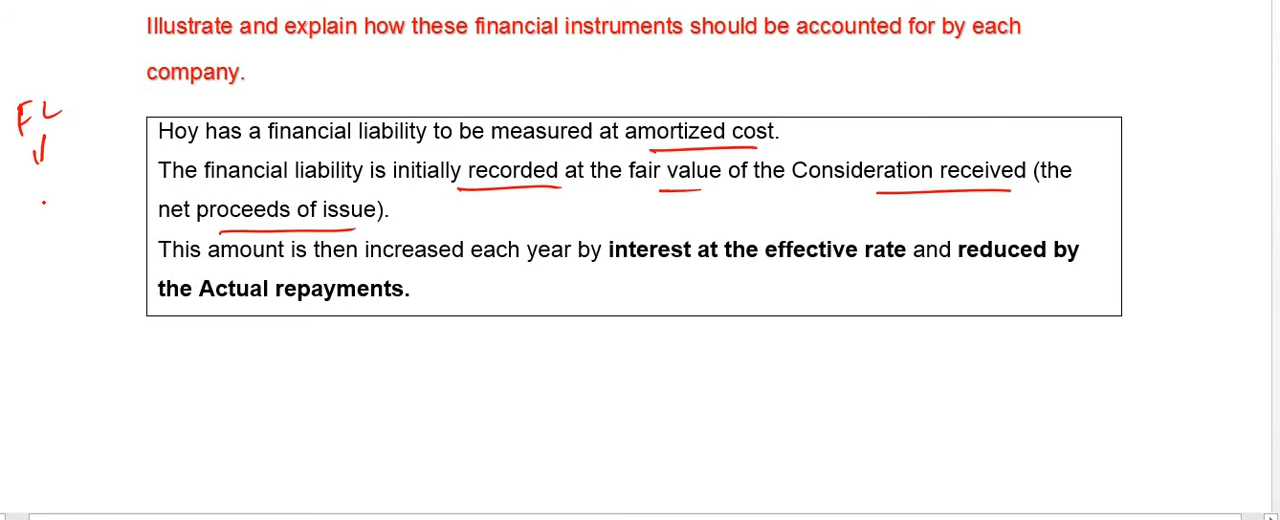 Illustrate and explain how these financial instruments should be accounted for by each
company.
FL
Hoy has a financial liability to be measured at amortized cost.
The financial liability is initially recorded at the fair value of the Consideration received (the
net proceeds of issue).
This amount is then increased each year by interest at the effective rate and reduced by
the Actual repayments.